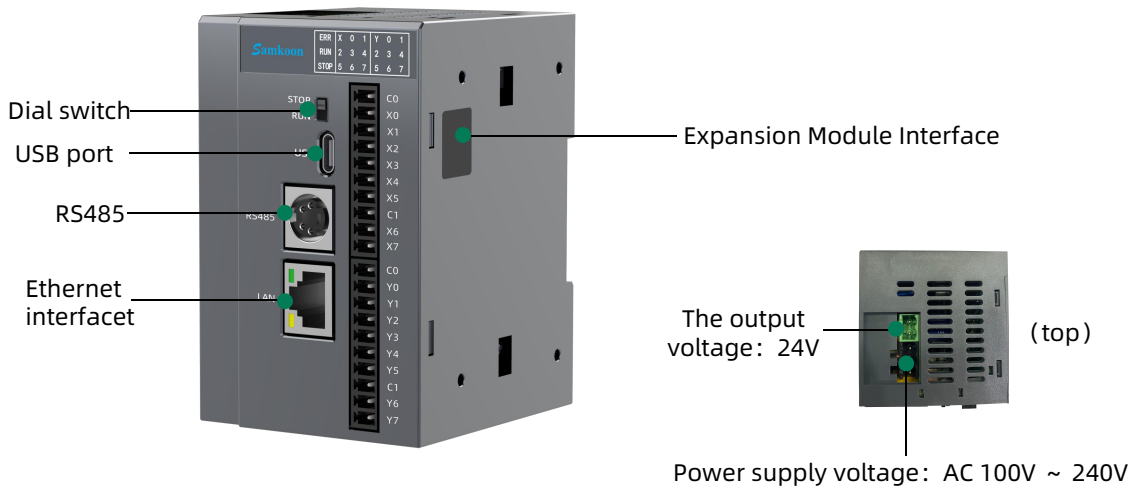 Samkoon
ERR X 0 1 Y 0 1
RUN 2 3 4 2 3 4
STOP 5 6 7 5 6 7
STOP
RUN
US
RS485
LAN
C0
X0
X1
X2
X3
X4
X5
C1
X6
X7
C0
Y0
Y1
Y2
Y3
Y4
Y5
C1
Y6
Y7
Dial switch
USB port
RS485
Ethernet
interfacet
Expansion Module Interface
The output
voltage: 24V
(top)
Power supply voltage: AC 100V ~ 240V